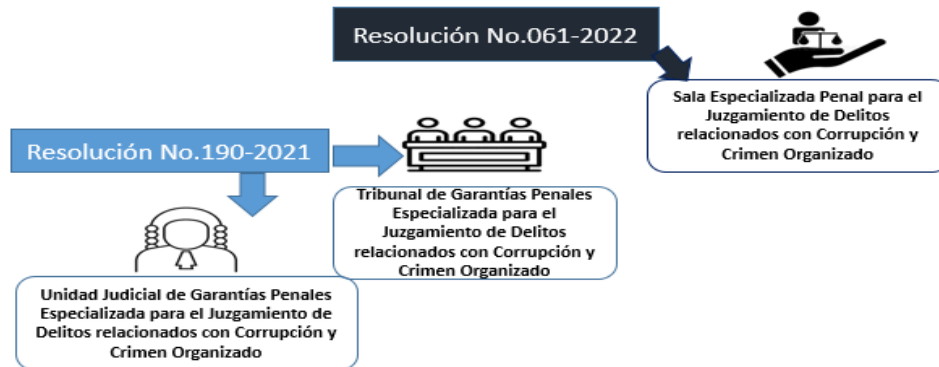 Resolución No.061-2022
Sala Especializada Penal para el
Juzgamiento de Delitos
relacionados con Corrupción y
Crimen Organizado
Resolución No.190-2021
Tribunal de Garantías Penales
Especializada para el
Juzgamiento de Delitos
relacionados con Corrupción y
Crimen Organizado
Unidad Judicial de Garantías Penales
Especializada para el Juzgamiento de
Delitos relacionados con Corrupción y
Crimen Organizado